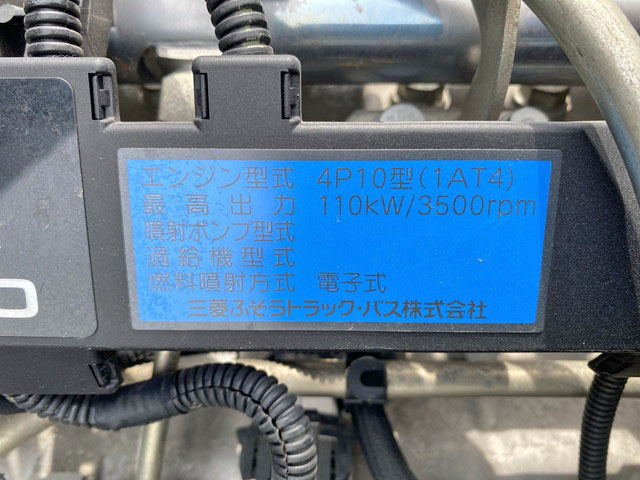 エンジン型式 4P10型(1AT4)
最高出力 110KW/3500rpm
噴射ポンプ型式
過給機型式
燃料噴射方式 電子式
三菱ふそうトラック・バス株式会社